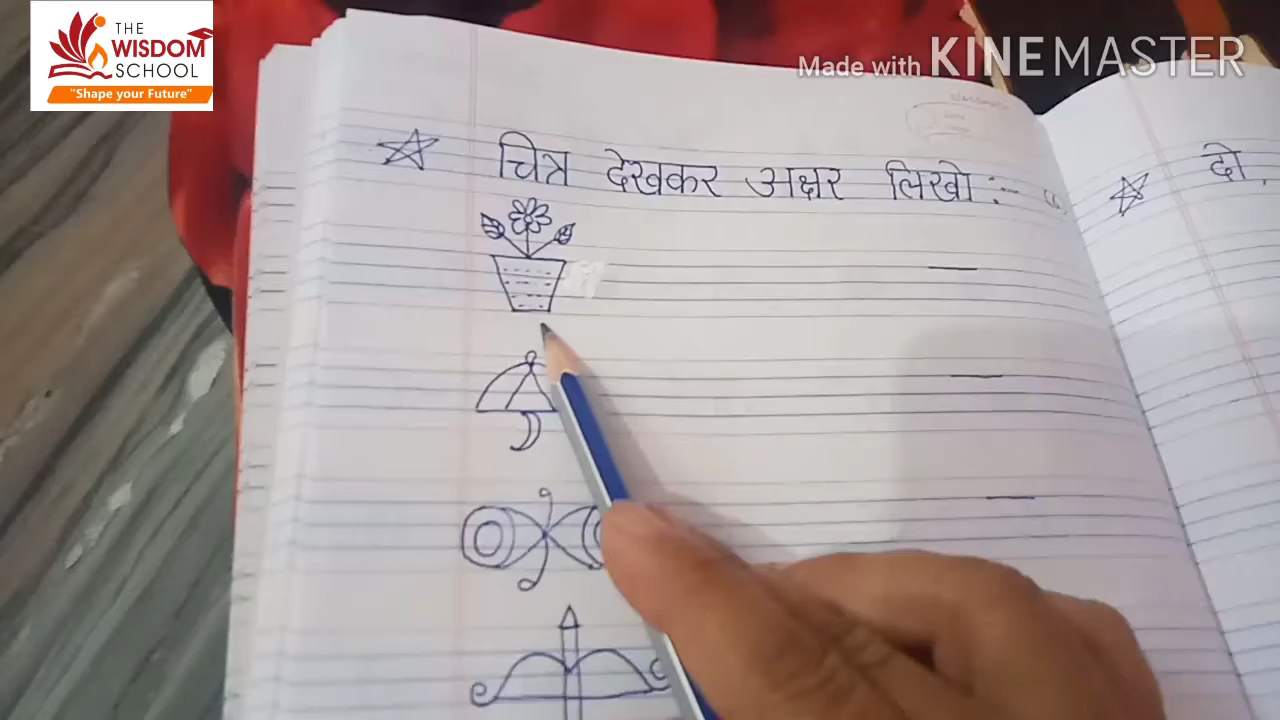 THE
WISDOM
SCHOOL
"Shape your Future"
Made with KINEMASTER
चित्र देखकर अक्षर लिखो :-
दो,